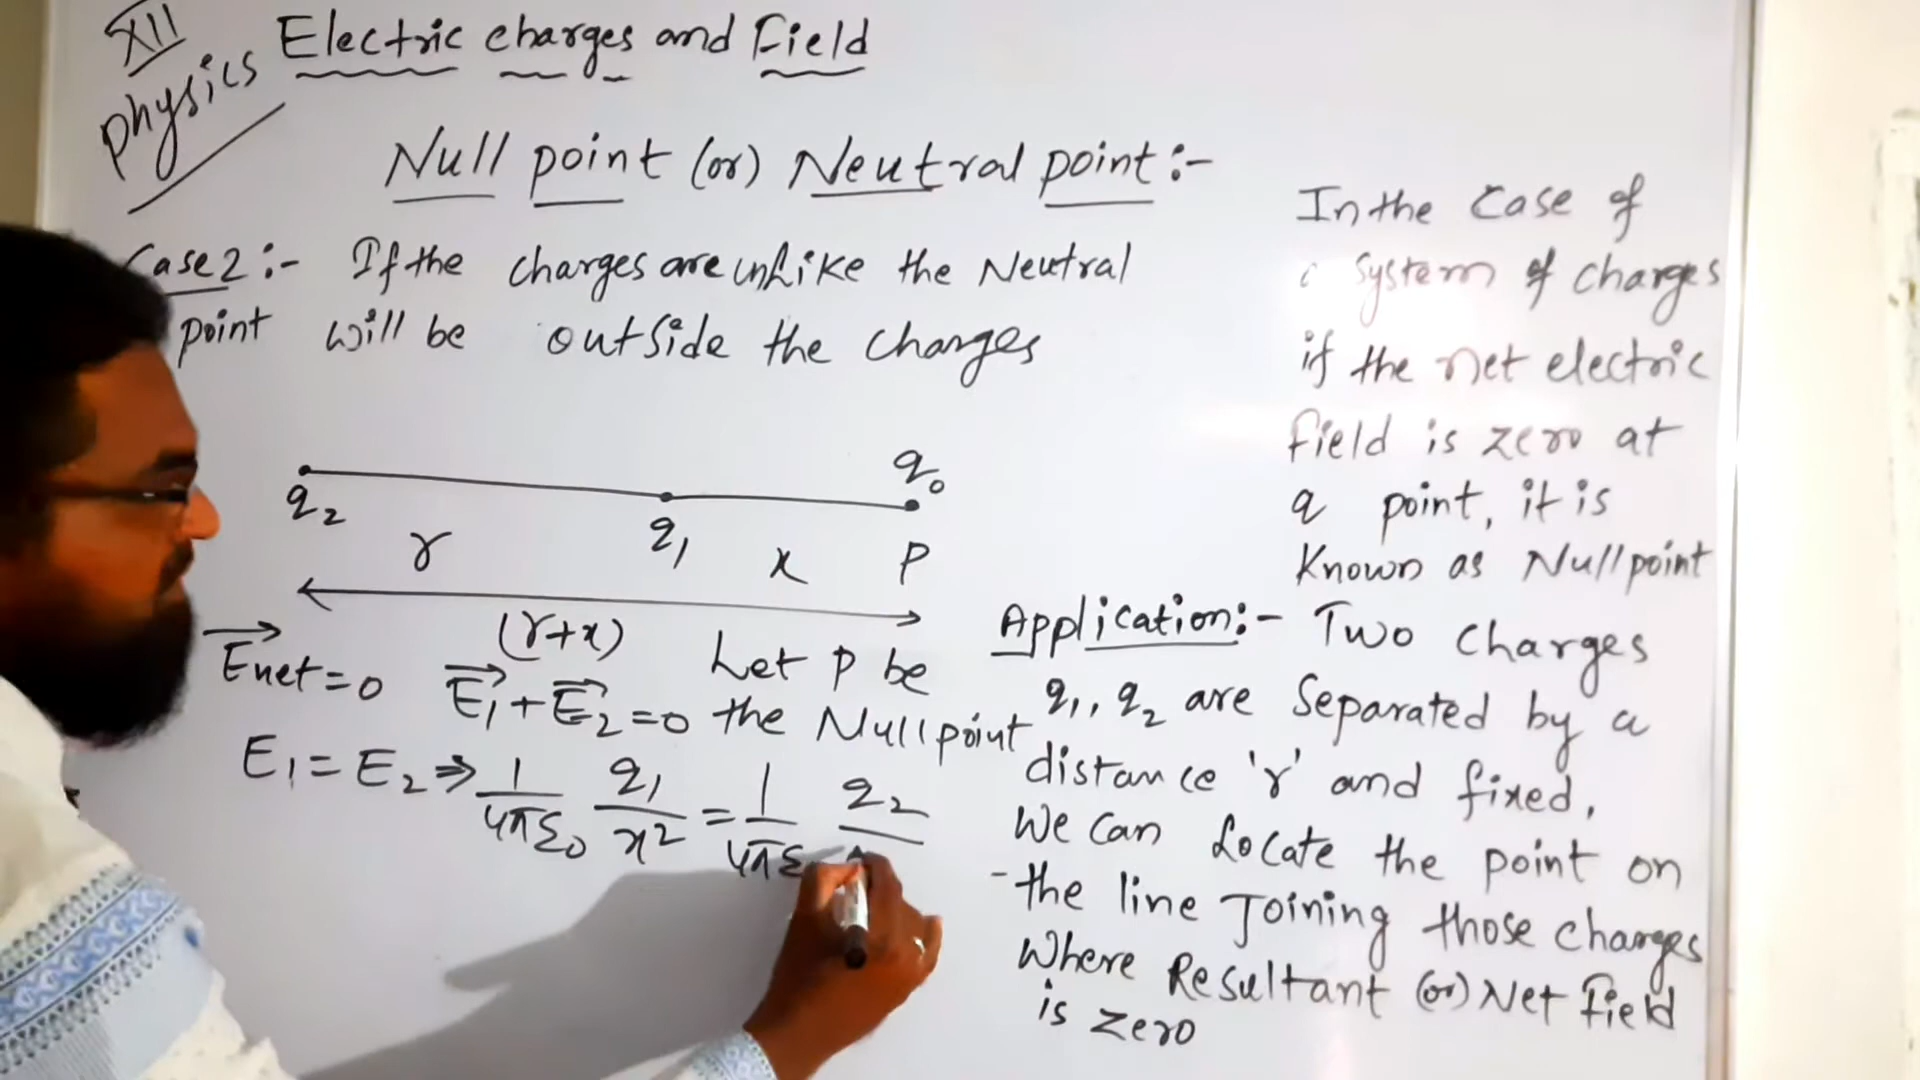 XII
Physics
Electric charges and Field
Null point (or) Neutral point :-
Case2 :- If the charges are unlike the Neutral
point will be outside the charges
q₀
q₂
q₁
r
x
P
(r+x)
E⃗net = 0
E⃗₁ + E⃗₂ = 0
Let P be
the Null point
E₁ = E₂ ⇒ 1/4πε₀ q₁/x² = 1/4πε q₂
In the case of
system of charges
if the net electric
field is zero at
a point, it is
Known as Null point
Application :- Two charges
q₁, q₂ are separated by a
distance 'r' and fixed,
We can Locate the point on
the line Joining those charges
Where Resultant (or) Net field
is zero